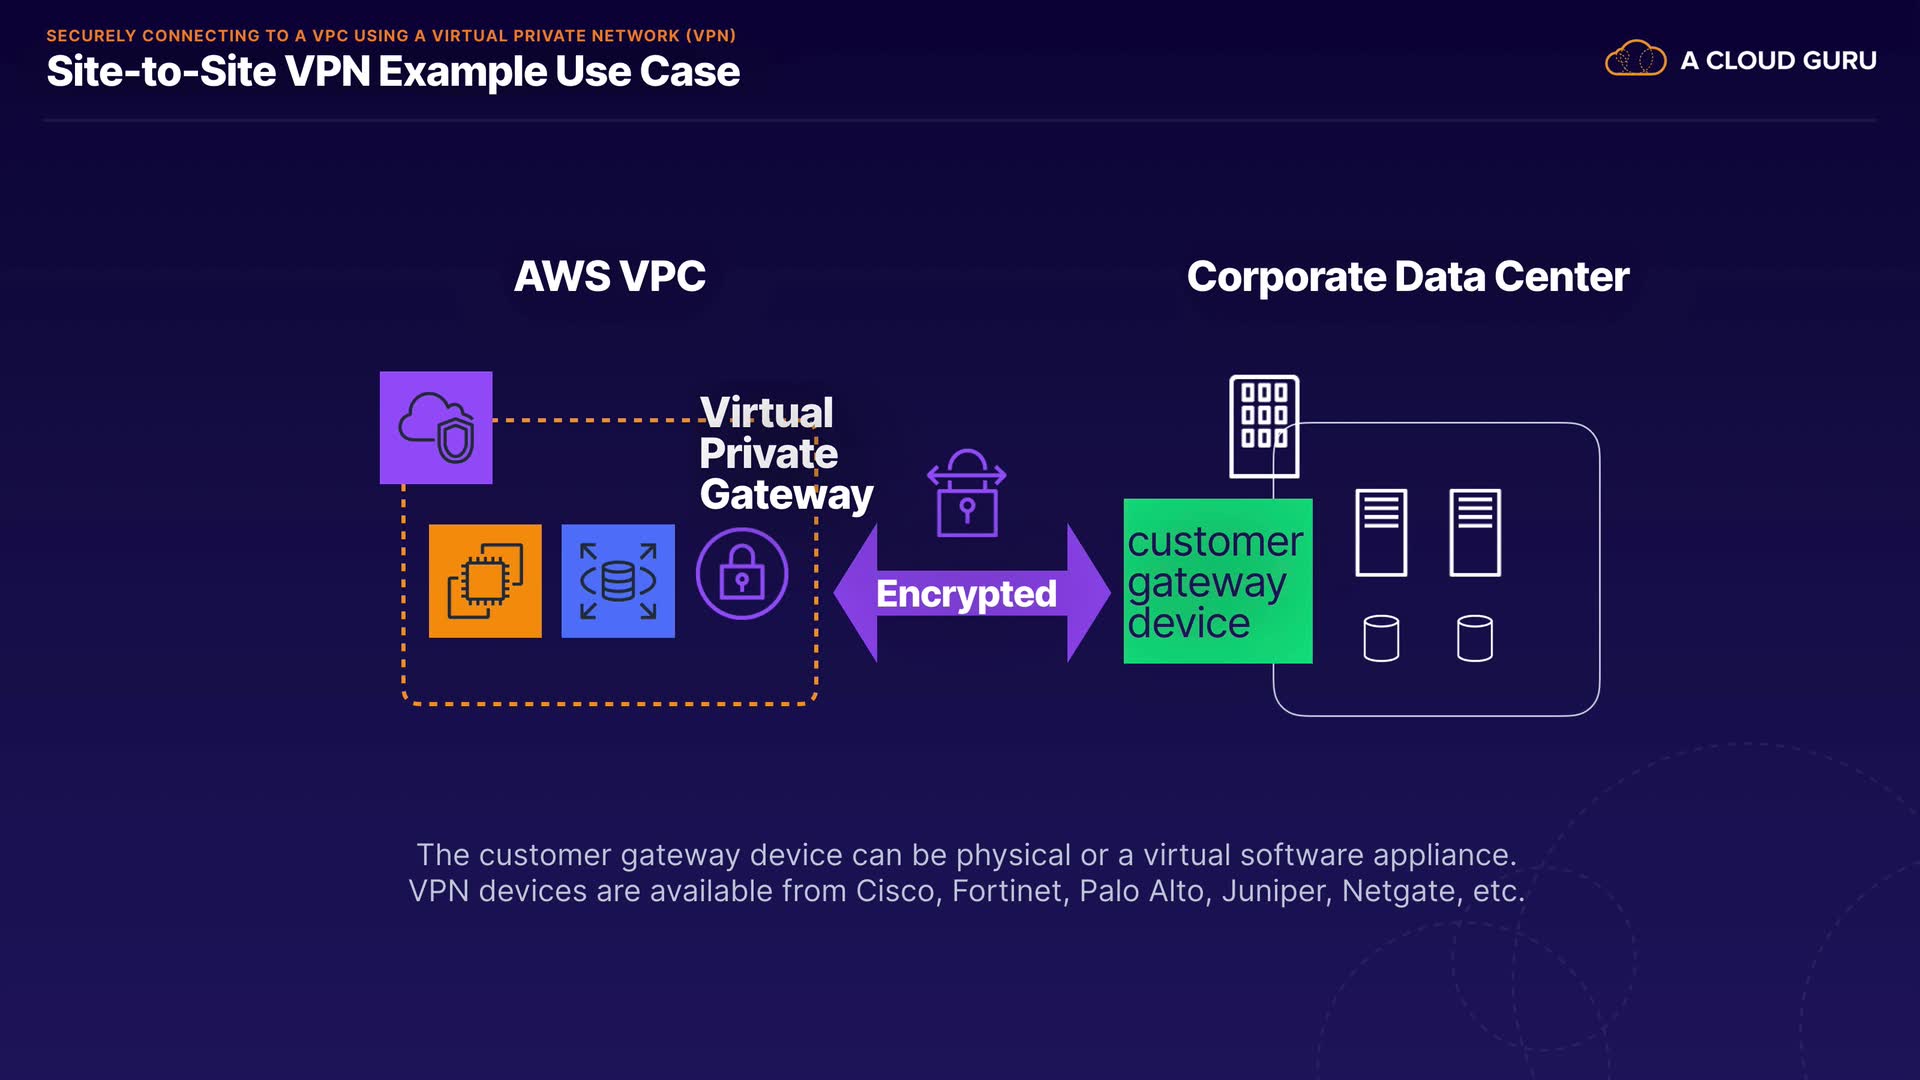 SECURELY CONNECTING TO A VPC USING A VIRTUAL PRIVATE NETWORK (VPN)
Site-to-Site VPN Example Use Case
A CLOUD GURU
AWS VPC
Corporate Data Center
Virtual
Private
Gateway
Encrypted
customer
gateway
device
The customer gateway device can be physical or a virtual software appliance.
VPN devices are available from Cisco, Fortinet, Palo Alto, Juniper, Netgate, etc.